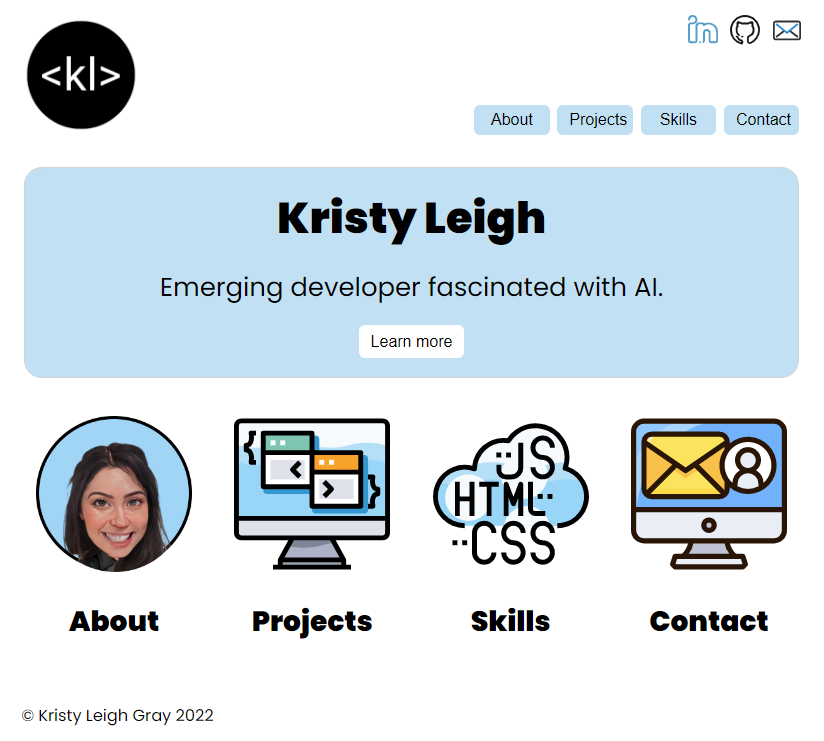 in
<kl>
About Projects Skills Contact
Kristy Leigh
Emerging developer fascinated with AI.
Learn more
JS
HTML
CSS
About Projects Skills Contact
© Kristy Leigh Gray 2022